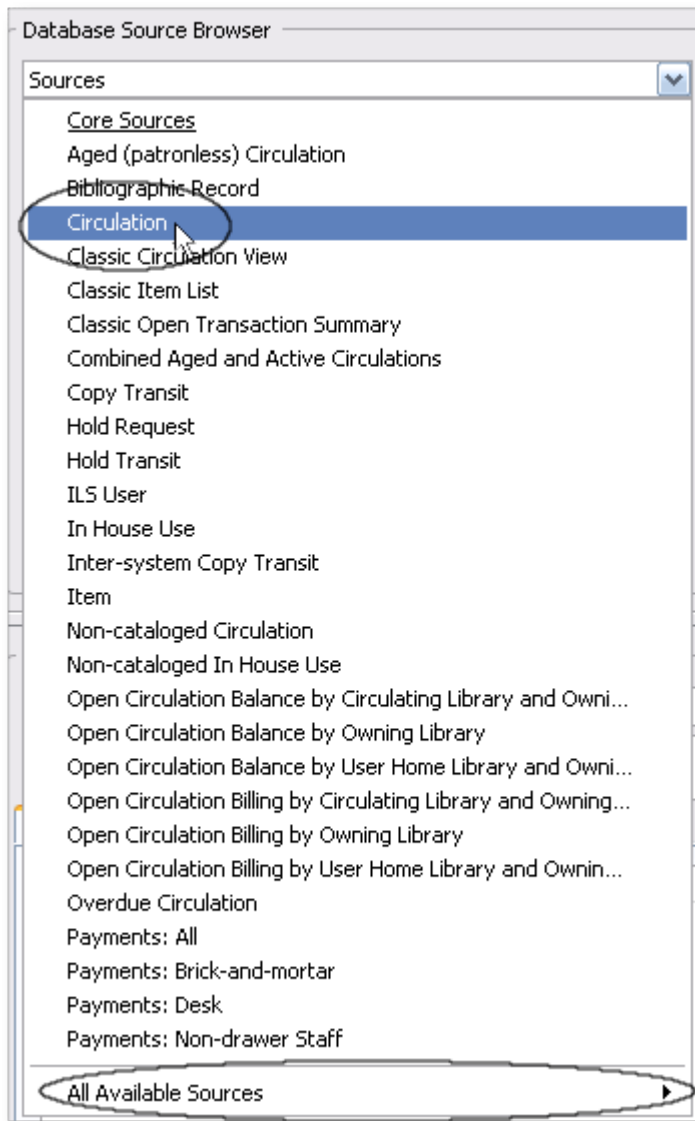 Database Source Browser
Sources
Core Sources
Aged (patronless) Circulation
Bibliographic Record
Circulation
Classic Circulation View
Classic Item List
Classic Open Transaction Summary
Combined Aged and Active Circulations
Copy Transit
Hold Request
Hold Transit
ILS User
In House Use
Inter-system Copy Transit
Item
Non-cataloged Circulation
Non-cataloged In House Use
Open Circulation Balance by Circulating Library and Owni...
Open Circulation Balance by Owning Library
Open Circulation Balance by User Home Library and Owni...
Open Circulation Billing by Circulating Library and Owning...
Open Circulation Billing by Owning Library
Open Circulation Billing by User Home Library and Ownin...
Overdue Circulation
Payments: All
Payments: Brick-and-mortar
Payments: Desk
Payments: Non-drawer Staff
All Available Sources